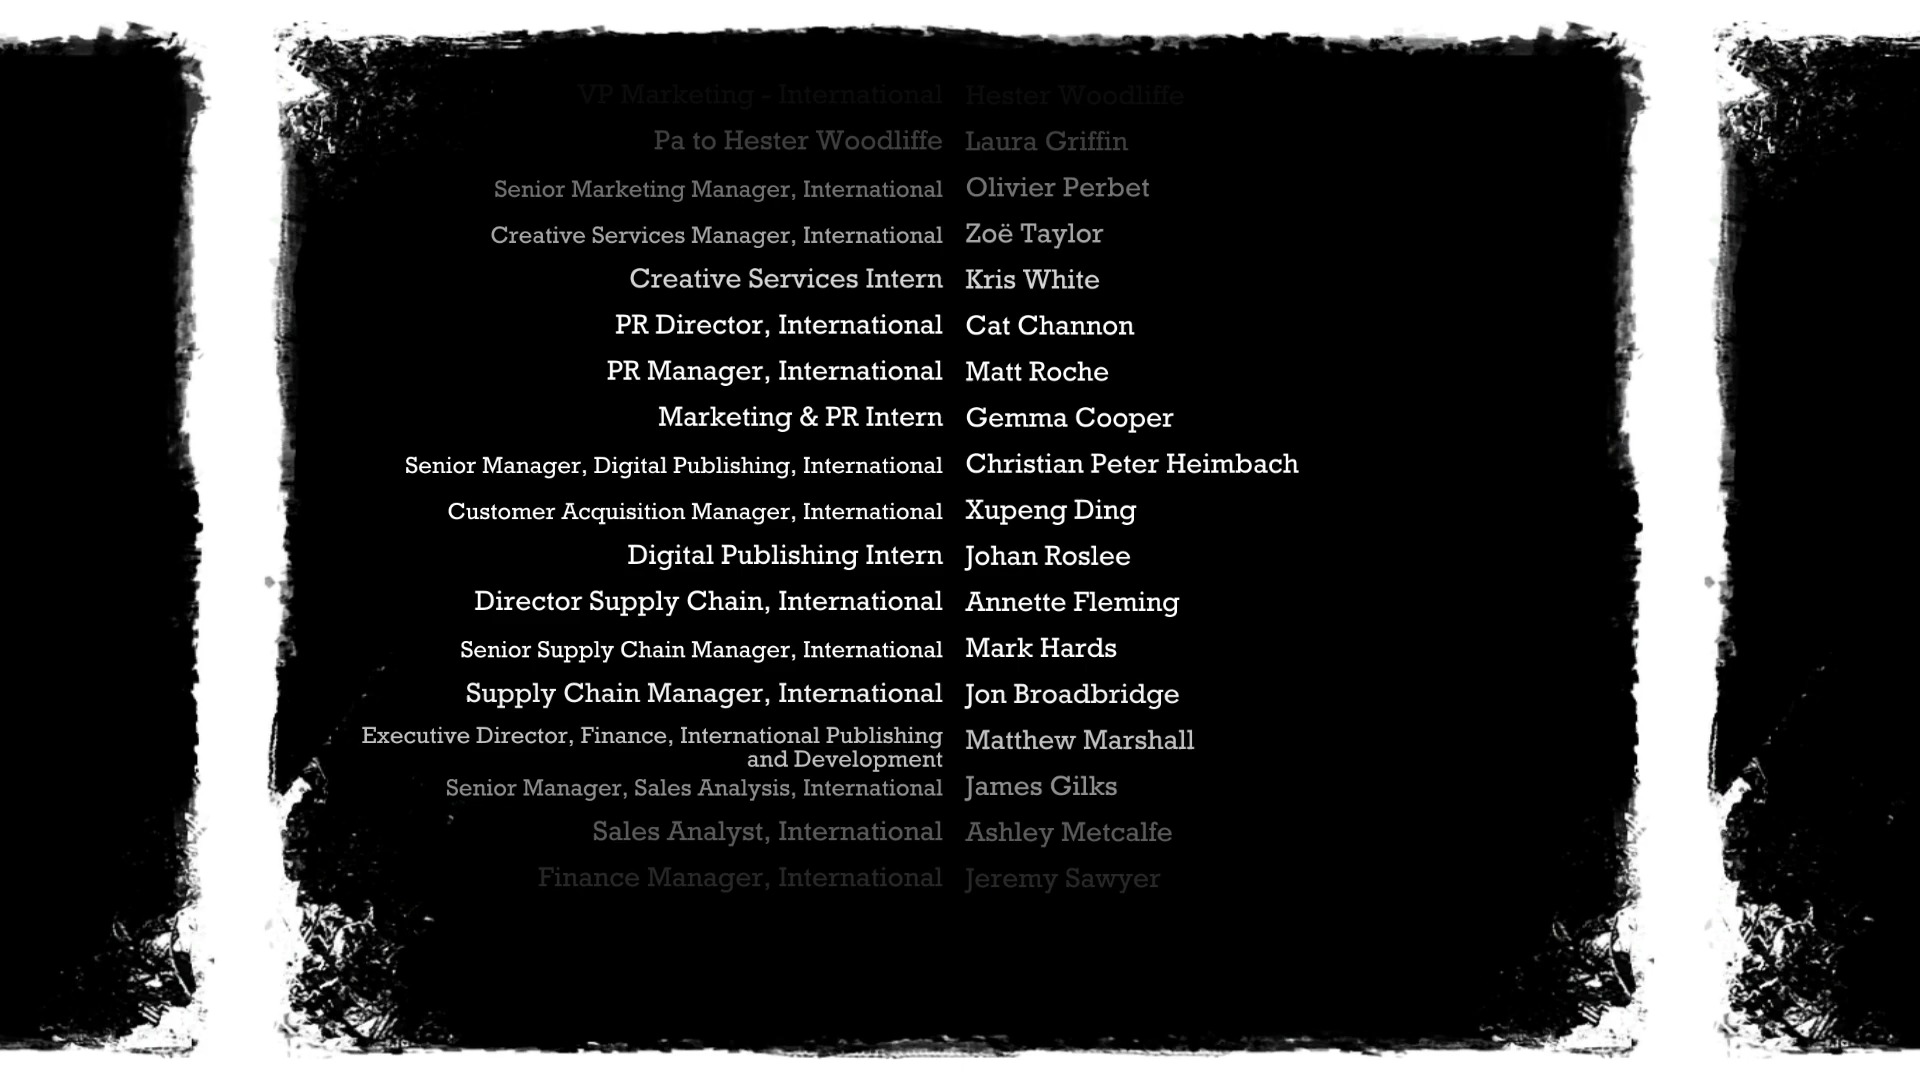 VP Marketing - International Hester Woodliffe
Pa to Hester Woodliffe Laura Griffin
Senior Marketing Manager, International Olivier Perbet
Creative Services Manager, International Zoë Taylor
Creative Services Intern Kris White
PR Director, International Cat Channon
PR Manager, International Matt Roche
Marketing & PR Intern Gemma Cooper
Senior Manager, Digital Publishing, International Christian Peter Heimbach
Customer Acquisition Manager, International Xupeng Ding
Digital Publishing Intern Johan Roslee
Director Supply Chain, International Annette Fleming
Senior Supply Chain Manager, International Mark Hards
Supply Chain Manager, International Jon Broadbridge
Executive Director, Finance, International Publishing
and Development Matthew Marshall
Senior Manager, Sales Analysis, International James Gilks
Sales Analyst, International Ashley Metcalfe
Finance Manager, International Jeremy Sawyer